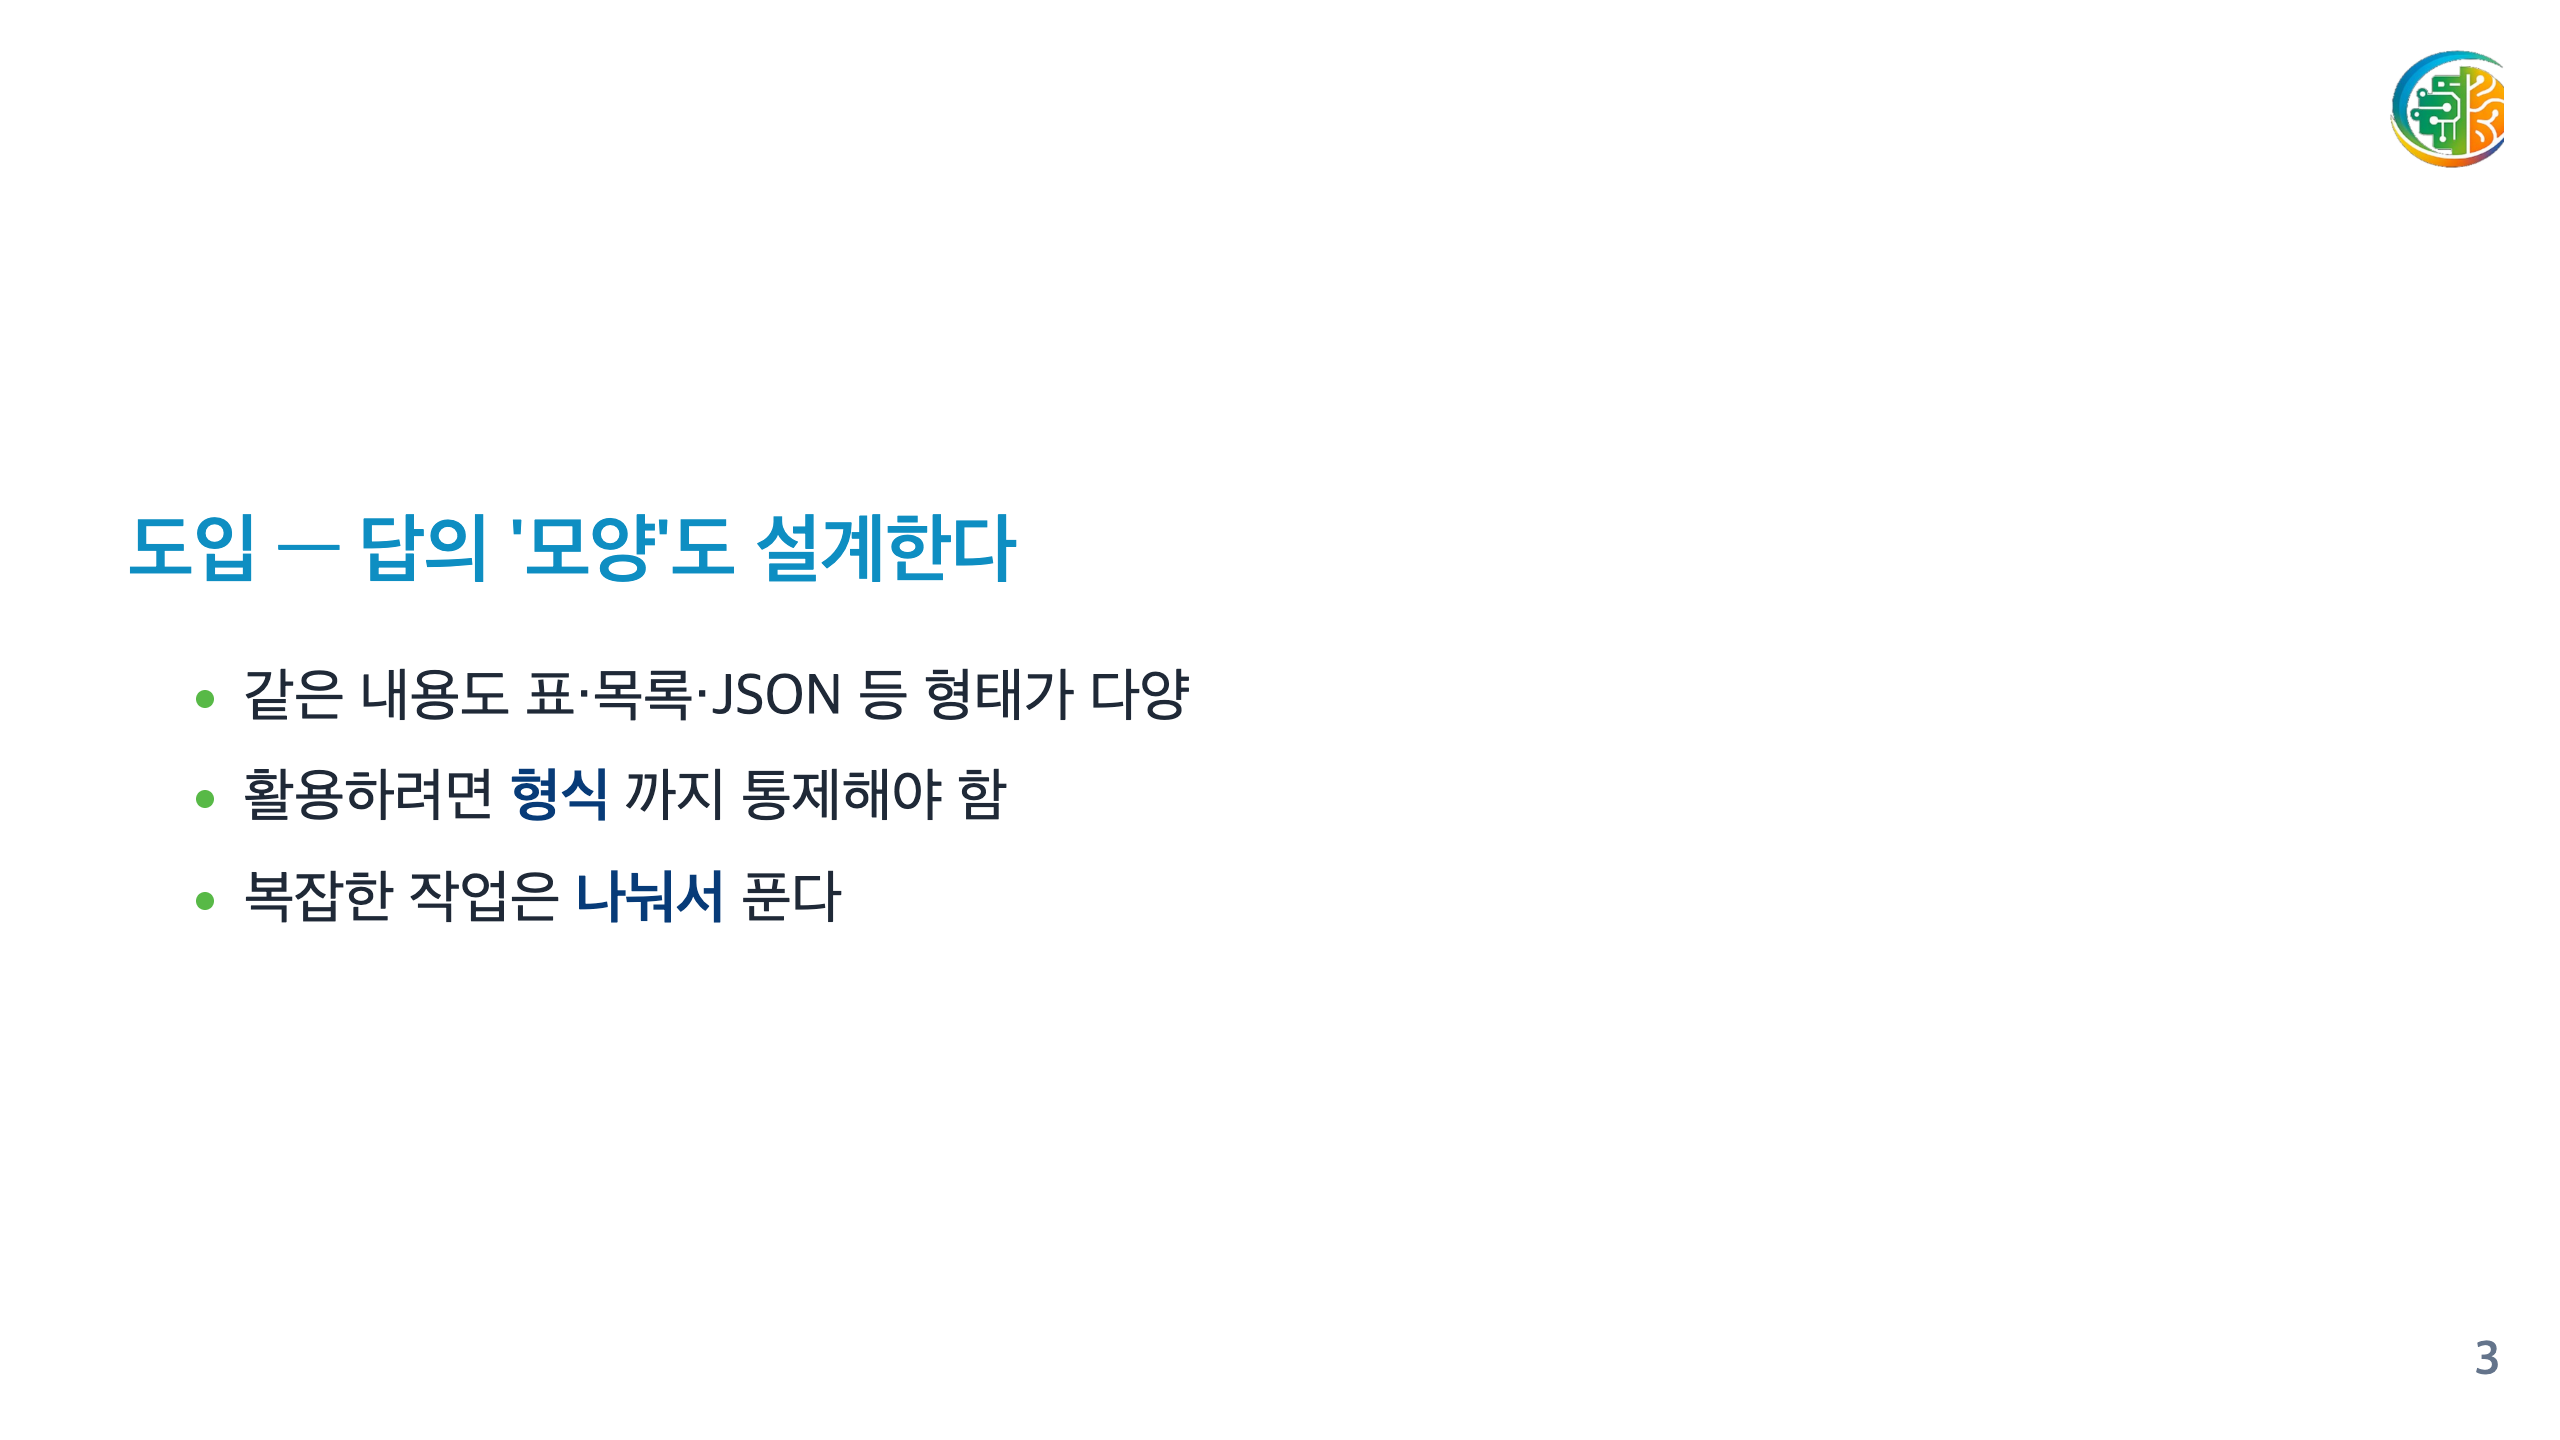 도입 — 답의 '모양'도 설계한다
같은 내용도 표·목록·JSON 등 형태가 다양
활용하려면 형식 까지 통제해야 함
복잡한 작업은 나눠서 푼다
3